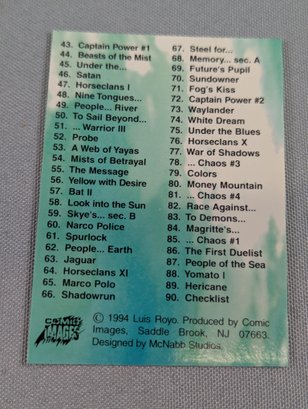 43. Captain Power #1
44. Beasts of the Mist
45. Under the...
46. Satan
47. Horseclans I
48. Nine Tongues...
49. People... River
50. To Sail Beyond...
51. ... Warrior III
52. Probe
53. A Web of Yayas
54. Mists of Betrayal
55. The Message
56. Yellow with Desire
57. Bat II
58. Look into the Sun
59. Skye's... sec. B
60. Narco Police
61. Spurlock
62. People... Earth
63. Jaguar
64. Horseclans XI
65. Marco Polo
66. Shadowrun
67. Steel for...
68. Memory... sec. A
69. Future's Pupil
70. Sundowner
71. Fog's Kiss
72. Captain Power #2
73. Waylander
74. White Dream
75. Under the Blues
76. Horseclans X
77. War of Shadows
78. ... Chaos #3
79. Colors
80. Money Mountain
81. ... Chaos #4
82. Race Against...
83. To Demons...
84. Magritte's...
85. ... Chaos #1
86. The First Duelist
87. People of the Sea
88. Yomato I
89. Hericane
90. Checklist
COMIC IMAGES
© 1994 Luis Royo. Produced by Comic
Images, Saddle Brook, NJ 07663.
Designed by McNabb Studios.